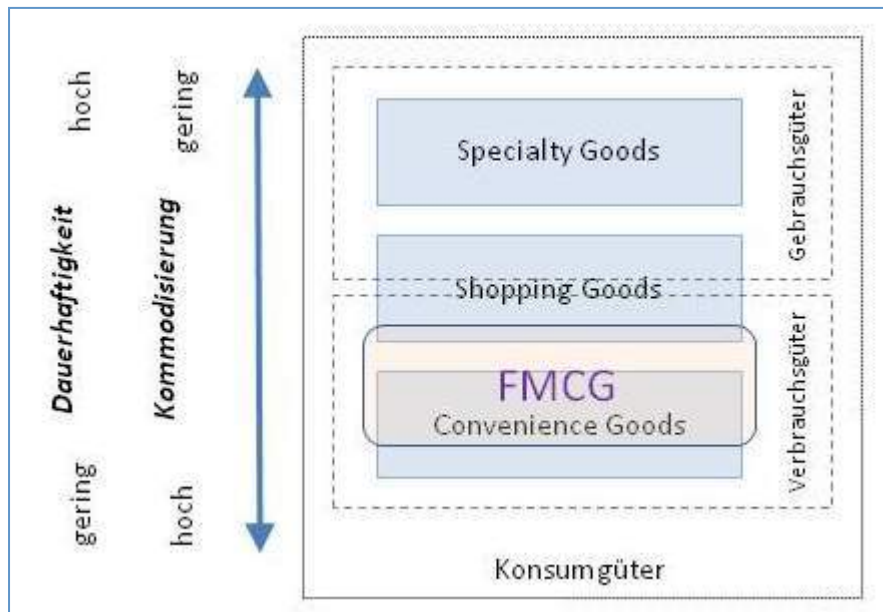 hoch
gering
Dauerhaftigkeit
Kommodisierung
gering
hoch
Specialty Goods
Gebrauchsgüter
Shopping Goods
FMCG
Convenience Goods
Verbrauchsgüter
Konsumgüter